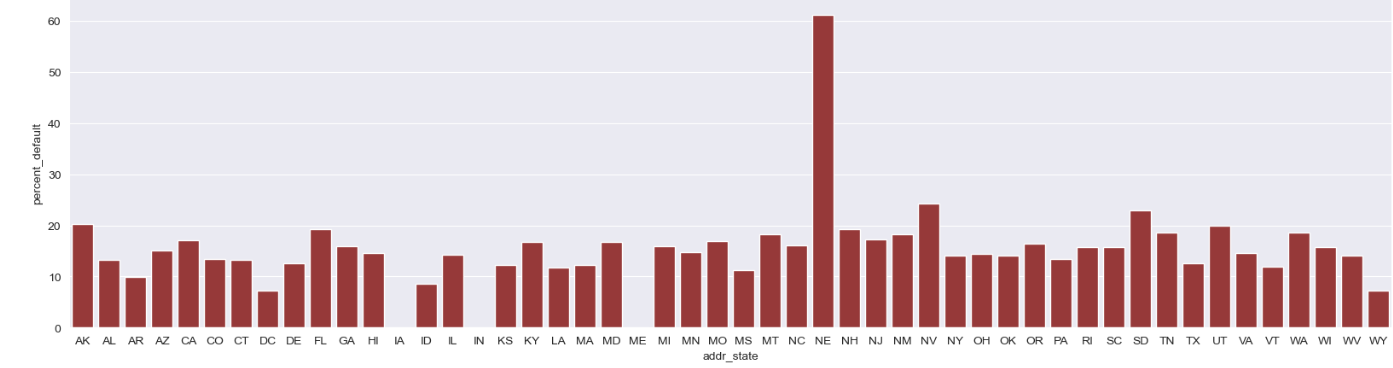 60
50
40
30
20
10
0
percent_default
AK AL AR AZ CA CO CT DC DE FL GA HI IA ID IL IN KS KY LA MA MD ME MI MN MO MS MT NC NE NH NJ NM NV NY OH OK OR PA RI SC SD TN TX UT VA VT WA WI WV WY
addr_state